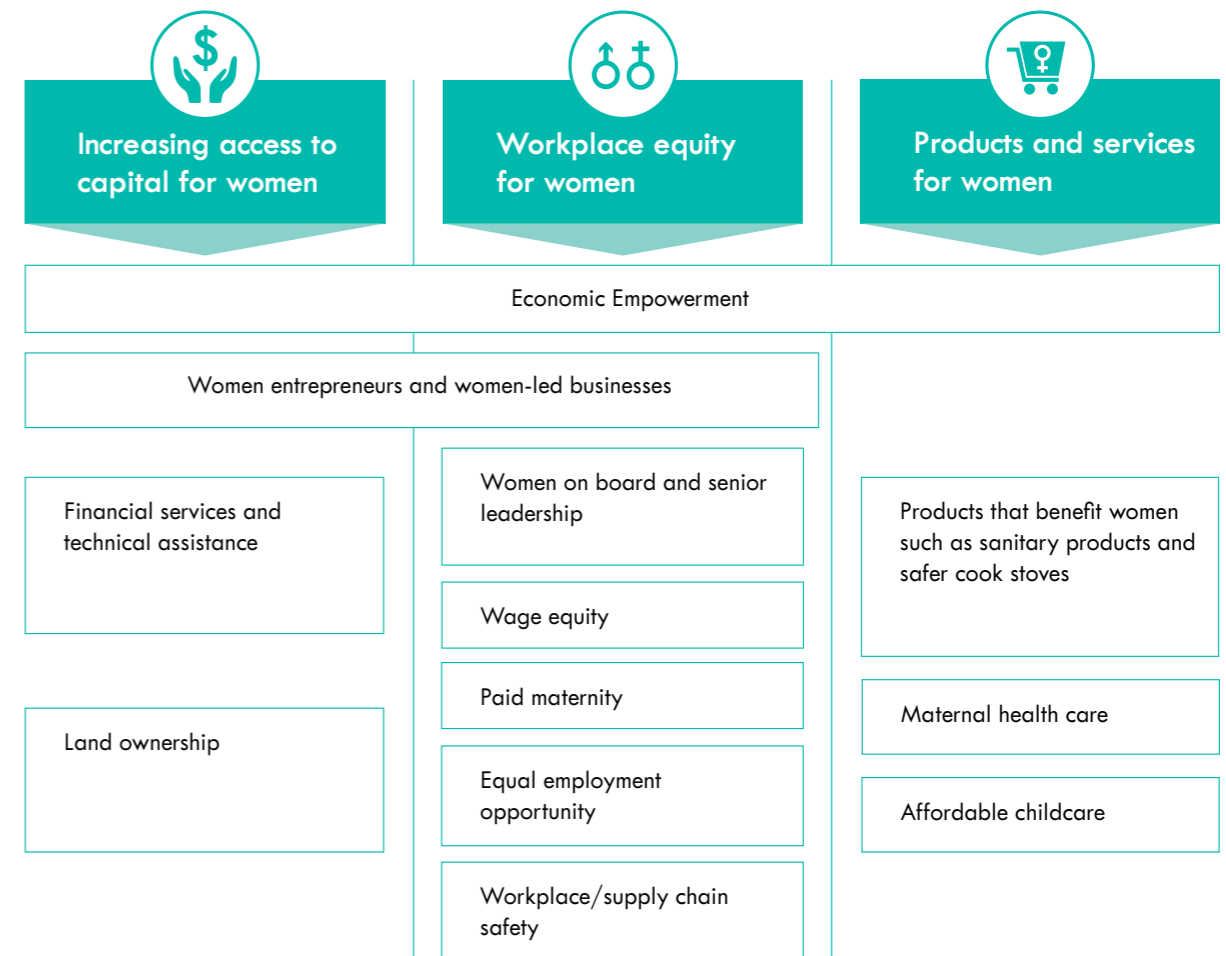 $
Increasing access to
capital for women
Workplace equity
for women
Products and services
for women
Economic Empowerment
Women entrepreneurs and women-led businesses
Financial services and
technical assistance
Land ownership
Women on board and senior
leadership
Wage equity
Paid maternity
Equal employment
opportunity
Workplace/supply chain
safety
Products that benefit women
such as sanitary products and
safer cook stoves
Maternal health care
Affordable childcare